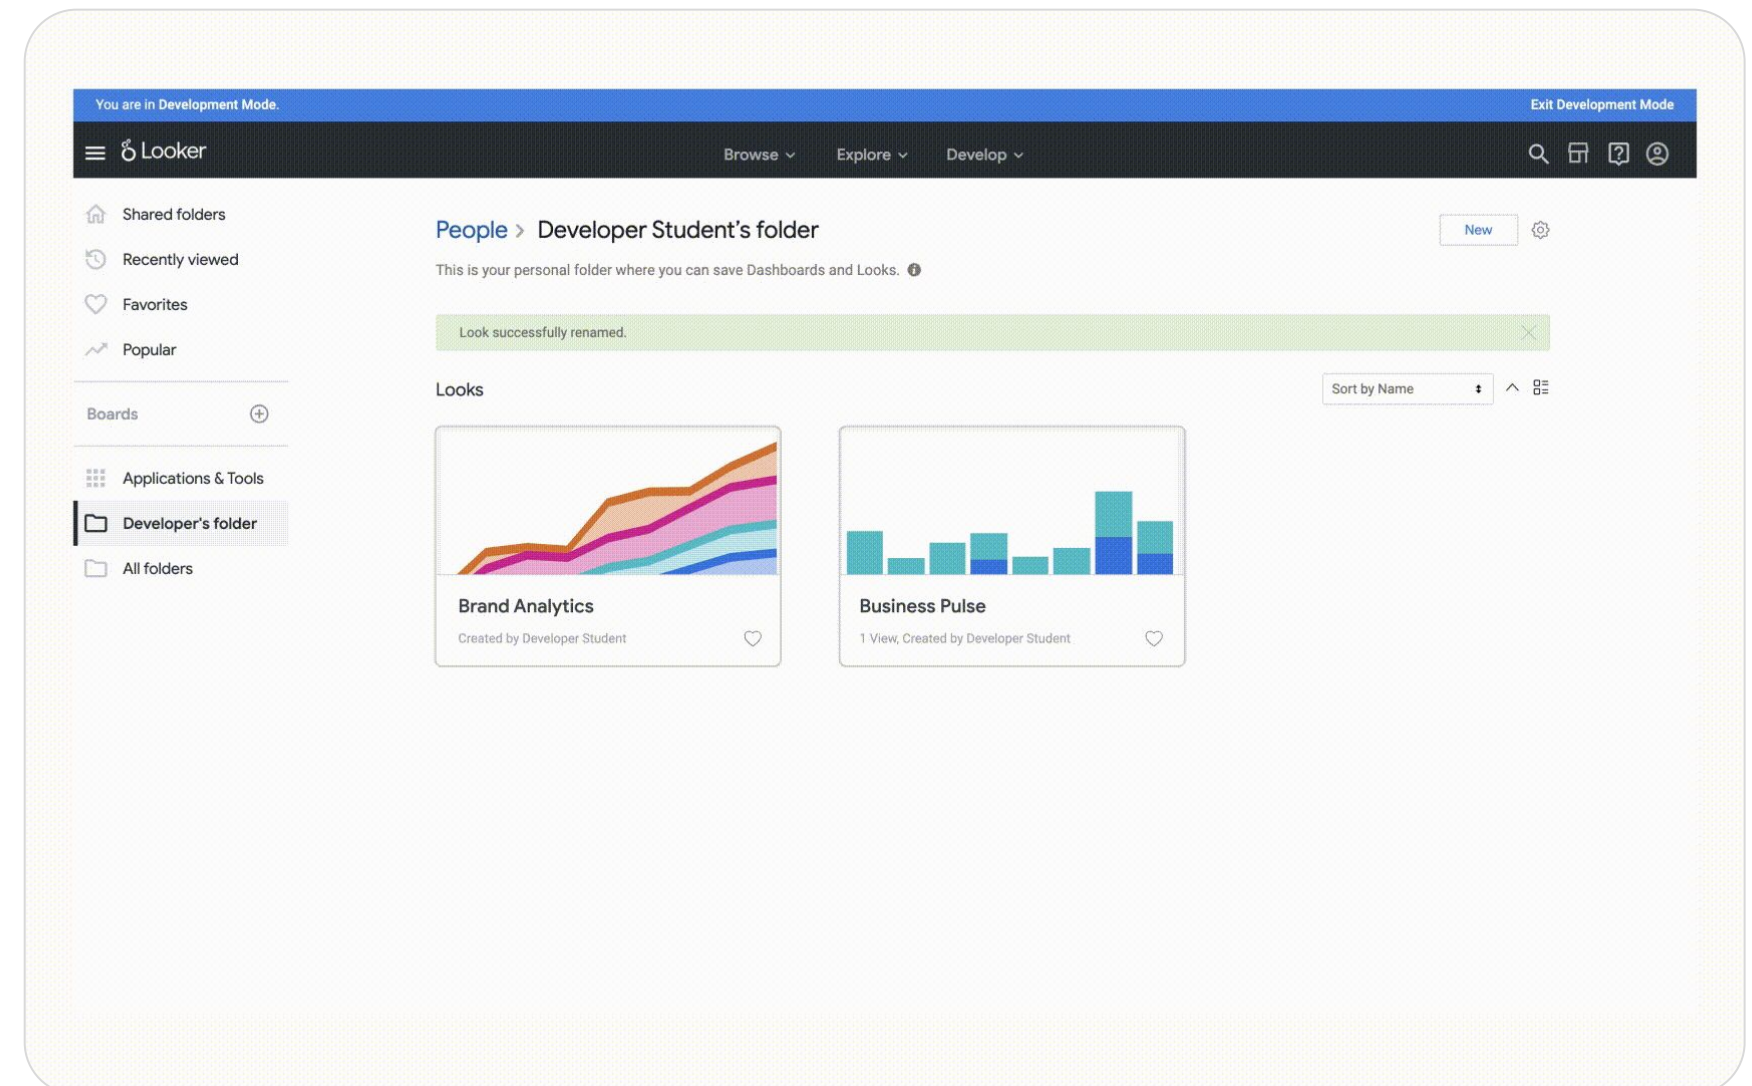 You are in Development Mode.
Exit Development Mode
Looker
Browse
Explore
Develop
Shared folders
Recently viewed
Favorites
Popular
Boards
Applications & Tools
Developer's folder
All folders
People > Developer Student’s folder
New
This is your personal folder where you can save Dashboards and Looks.
Look successfully renamed.
Looks
Sort by Name
Brand Analytics
Created by Developer Student
Business Pulse
1 View, Created by Developer Student